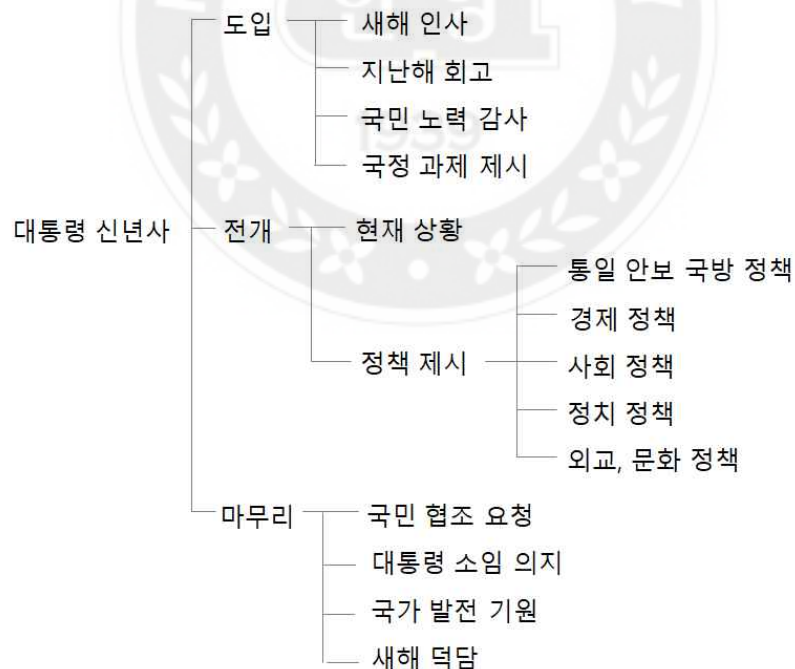 도입
새해 인사
지난해 회고
국민 노력 감사
국정 과제 제시
대통령 신년사
전개
현재 상황
정책 제시
통일 안보 국방 정책
경제 정책
사회 정책
정치 정책
외교, 문화 정책
마무리
국민 협조 요청
대통령 소임 의지
국가 발전 기원
새해 덕담
1939